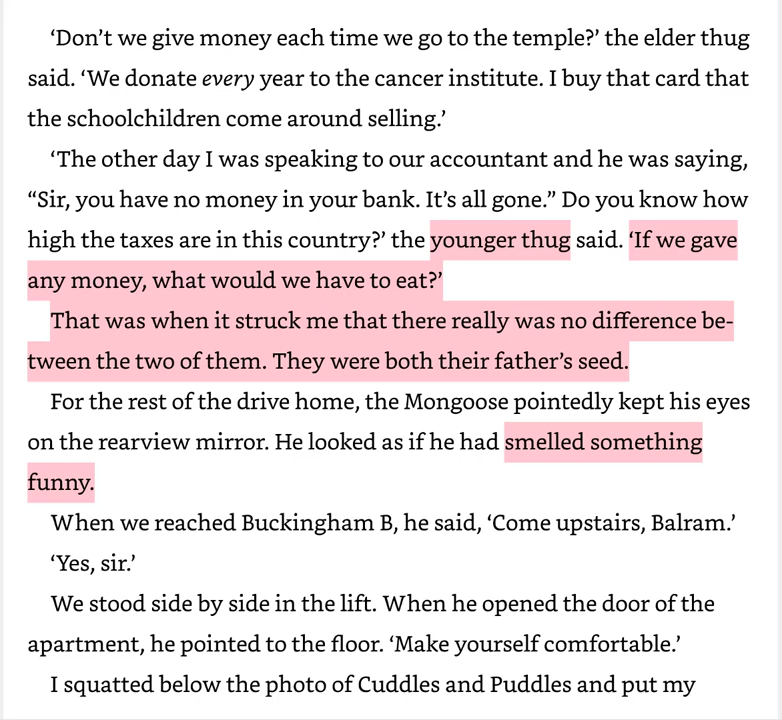 ‘Don’t we give money each time we go to the temple?’ the elder thug
said. ‘We donate every year to the cancer institute. I buy that card that
the schoolchildren come around selling.’
‘The other day I was speaking to our accountant and he was saying,
“Sir, you have no money in your bank. It’s all gone.” Do you know how
high the taxes are in this country?’ the younger thug said. ‘If we gave
any money, what would we have to eat?’
That was when it struck me that there really was no difference be-
tween the two of them. They were both their father’s seed.
For the rest of the drive home, the Mongoose pointedly kept his eyes
on the rearview mirror. He looked as if he had smelled something
funny.
When we reached Buckingham B, he said, ‘Come upstairs, Balram.’
‘Yes, sir.’
We stood side by side in the lift. When he opened the door of the
apartment, he pointed to the floor. ‘Make yourself comfortable.’
I squatted below the photo of Cuddles and Puddles and put my